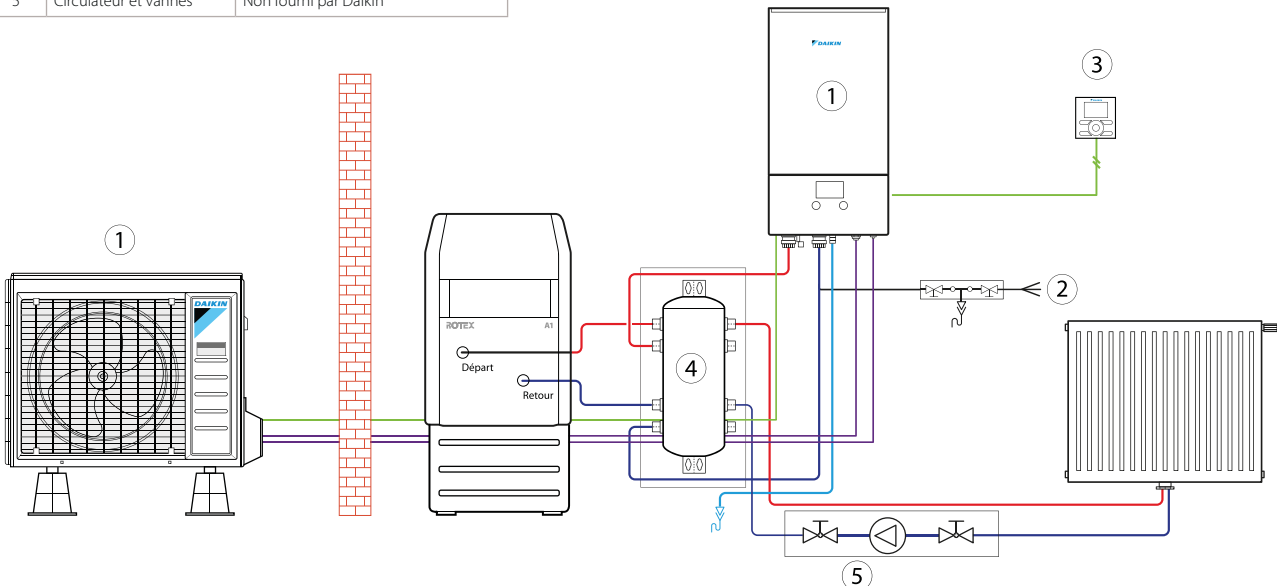 5 Circulateur et vannes Non fourni par Daikin
DAIKIN
1
3
1
DAIKIN
2
ROTEX A1
Départ
4
Retour
5